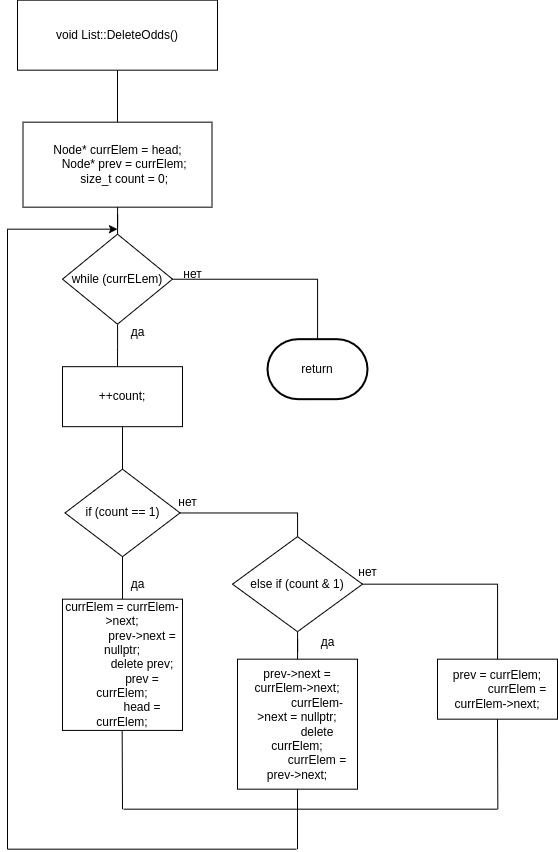 void List::DeleteOdds()
Node* currElem = head;
Node* prev = currElem;
size_t count = 0;
while (currELem)
нет
да
return
++count;
if (count == 1)
нет
да
else if (count & 1)
нет
да
currElem = currElem-
>next;
prev->next =
nullptr;
delete prev;
prev =
currElem;
head =
currElem;
prev->next =
currElem->next;
currElem-
>next = nullptr;
delete
currElem;
currElem =
prev->next;
prev = currElem;
currElem =
currElem->next;